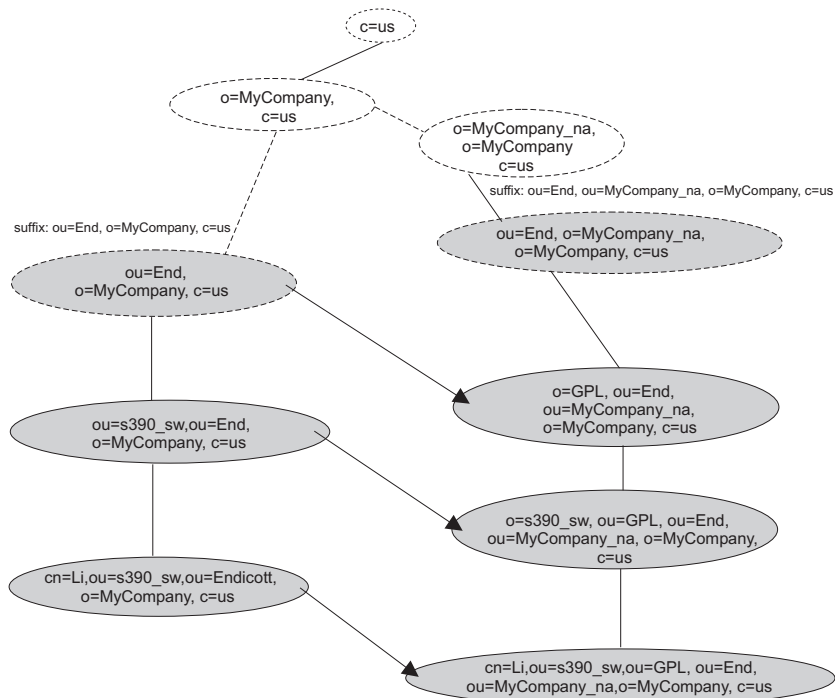 c=us
o=MyCompany,
c=us
o=MyCompany_na,
o=MyCompany
c=us
suffix: ou=End, ou=MyCompany_na, o=MyCompany, c=us
suffix: ou=End, o=MyCompany, c=us
ou=End, o=MyCompany_na,
o=MyCompany, c=us
ou=End,
o=MyCompany, c=us
o=GPL, ou=End,
ou=MyCompany_na,
o=MyCompany, c=us
ou=s390_sw,ou=End,
o=MyCompany, c=us
o=s390_sw, ou=GPL, ou=End,
ou=MyCompany_na, o=MyCompany,
c=us
cn=Li,ou=s390_sw,ou=Endicott,
o=MyCompany, c=us
cn=Li,ou=s390_sw,ou=GPL, ou=End,
ou=MyCompany_na,o=MyCompany, c=us